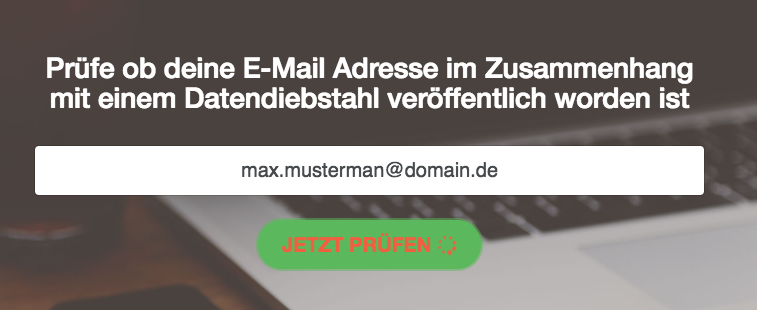 Prüfe ob deine E-Mail Adresse im Zusammenhang
mit einem Datendiebstahl veröffentlich worden ist
max.musterman@domain.de
JETZT PRÜFEN